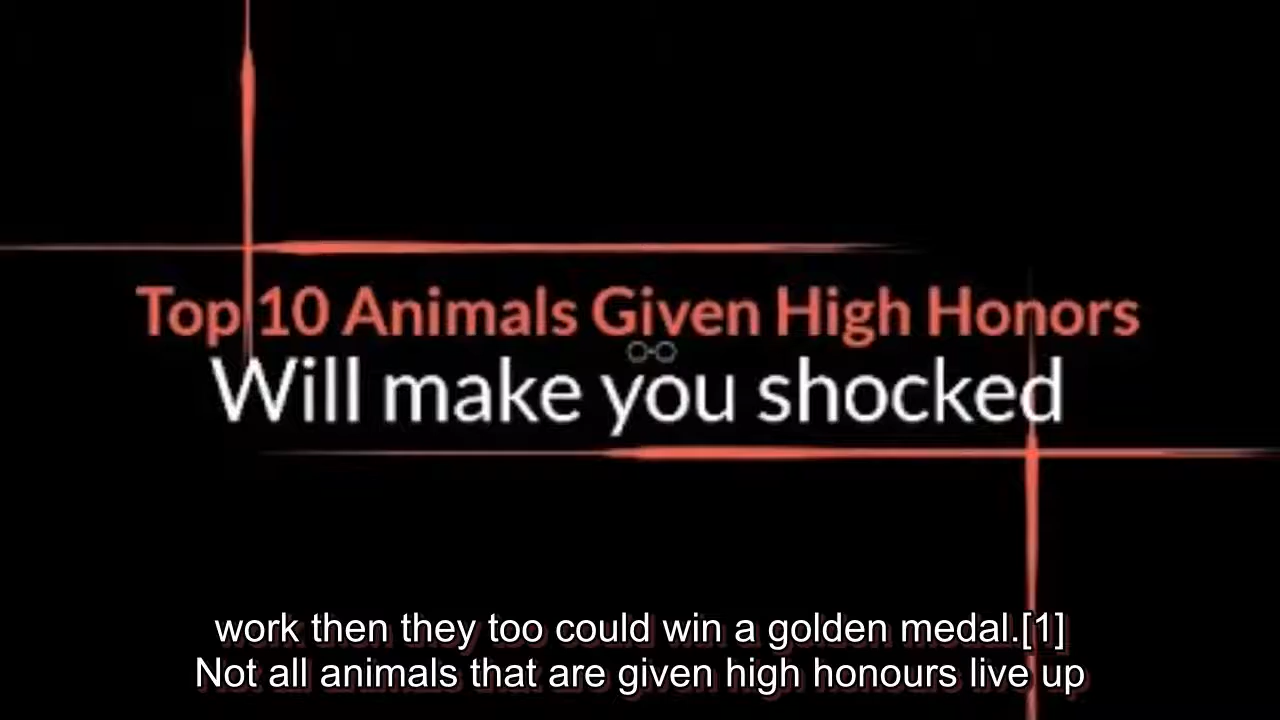 Top 10 Animals Given High Honors
Will make you shocked
work then they too could win a golden medal.[1]
Not all animals that are given high honours live up